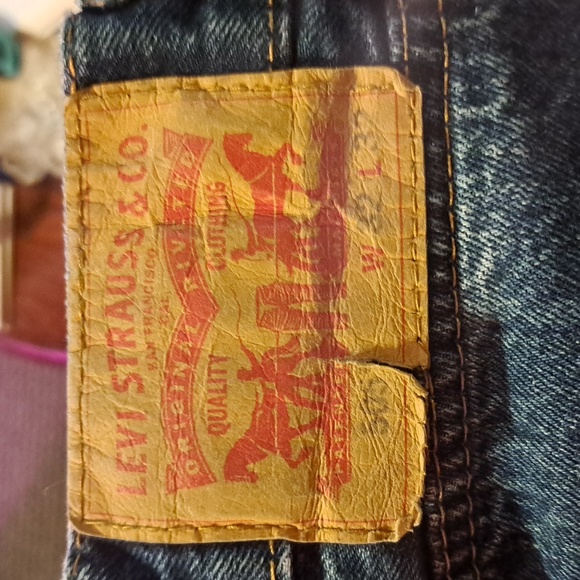 LEVI STRAUSS & CO.
SAN FRANCISCO
CAL.
ORIGINAL RIVETED
QUALITY CLOTHING
W L